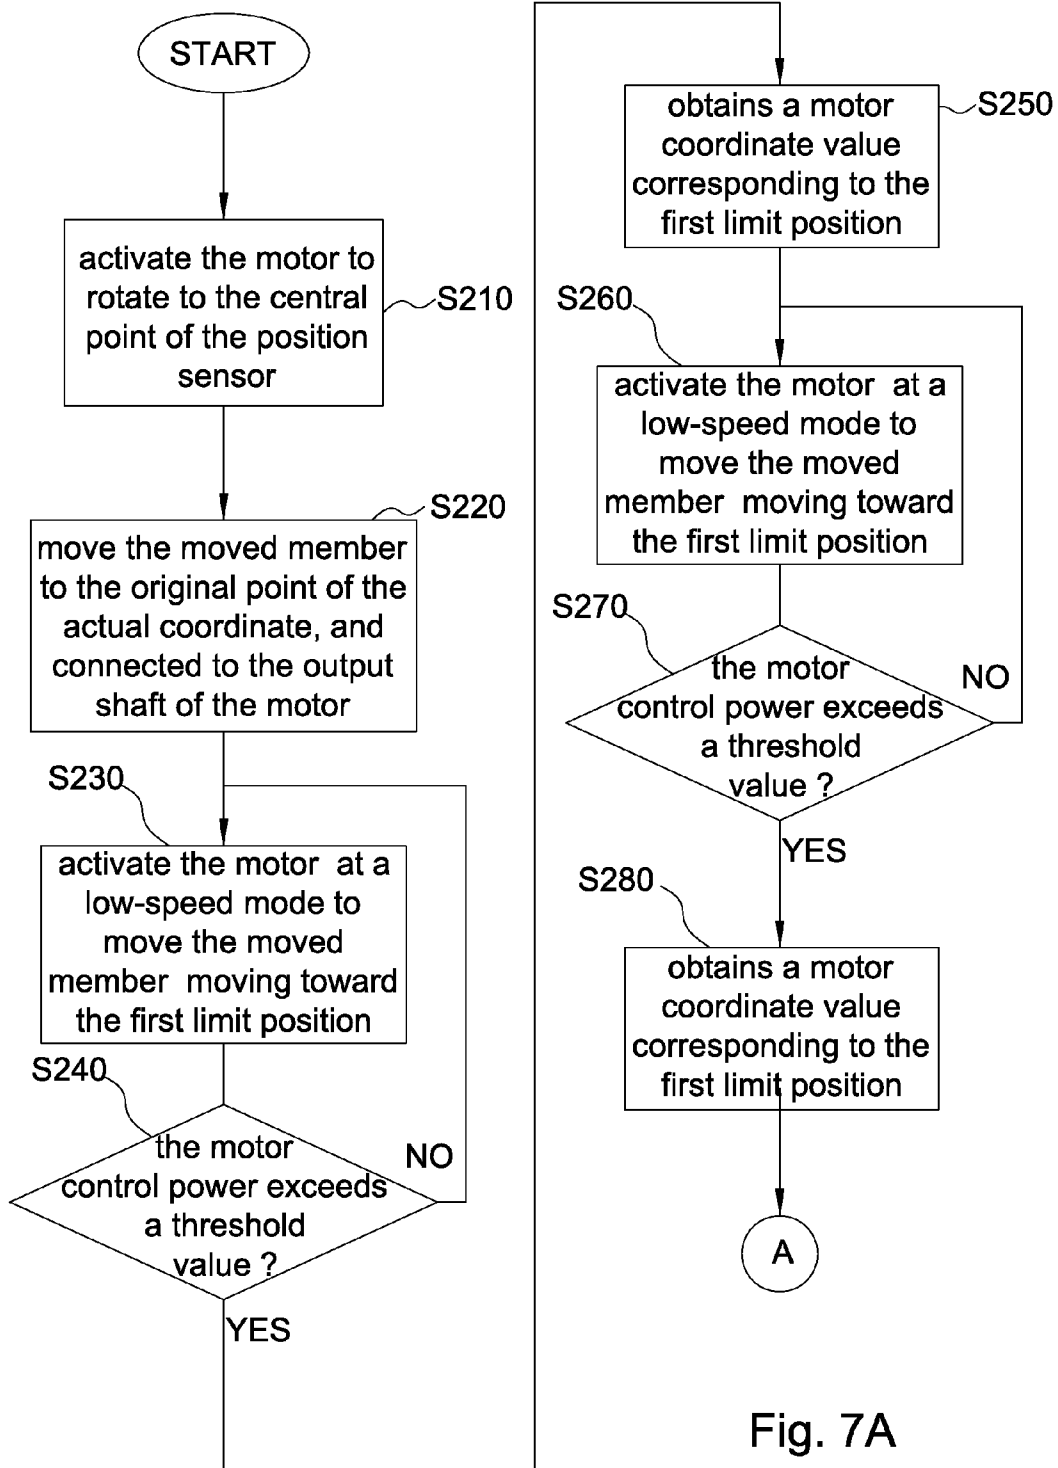 START
activate the motor to
rotate to the central
point of the position
sensor
S210
S220
move the moved member
to the original point of the
actual coordinate, and
connected to the output
shaft of the motor
S230
activate the motor at a
low-speed mode to
move the moved
member moving toward
the first limit position
S240
the motor
control power exceeds
a threshold
value ?
NO
YES
obtains a motor
coordinate value
corresponding to the
first limit position
S250
S260
activate the motor at a
low-speed mode to
move the moved
member moving toward
the first limit position
S270
the motor
control power exceeds
a threshold
value ?
NO
YES
S280
obtains a motor
coordinate value
corresponding to the
first limit position
A
Fig. 7A